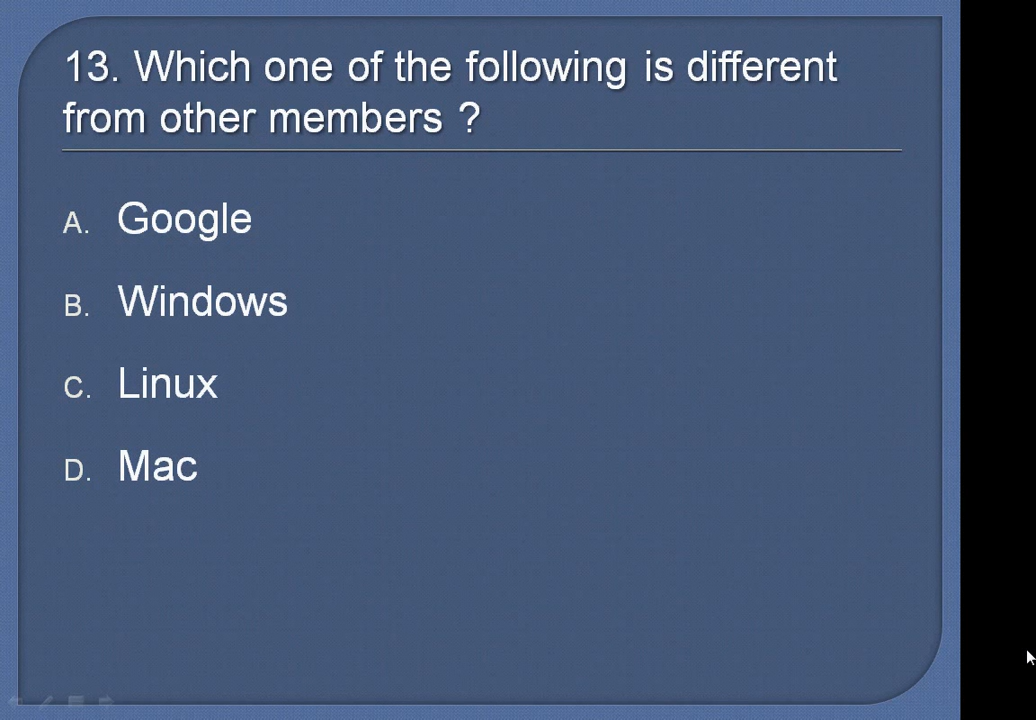 13. Which one of the following is different
from other members ?
A. Google
B. Windows
C. Linux
D. Mac